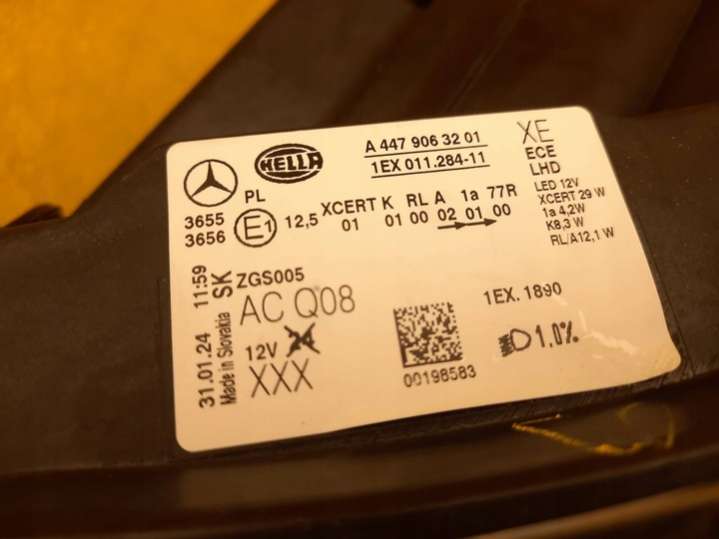 HELLA
A 447 906 32 01
1EX 011.284-11
XE
ECE
LHD
LED 12V
XCERT 29 W
1a 4,2W
K8,3 W
RL/A12,1 W
PL
3655
3656
E1
12,5
XCERT K RL A 1a 77R
01 01 00 02 01 00
31.01.24 11:59
Made in Slovakia SK
ZGS005
AC Q08
12V 24
XXX
00198583
1EX. 1890
1.0%